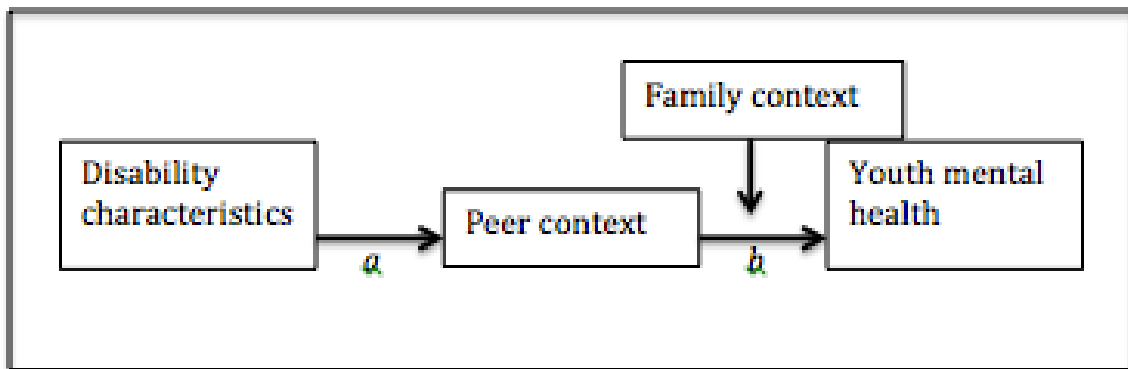 Family context
Disability
characteristics
Peer context
Youth mental
health
a
b